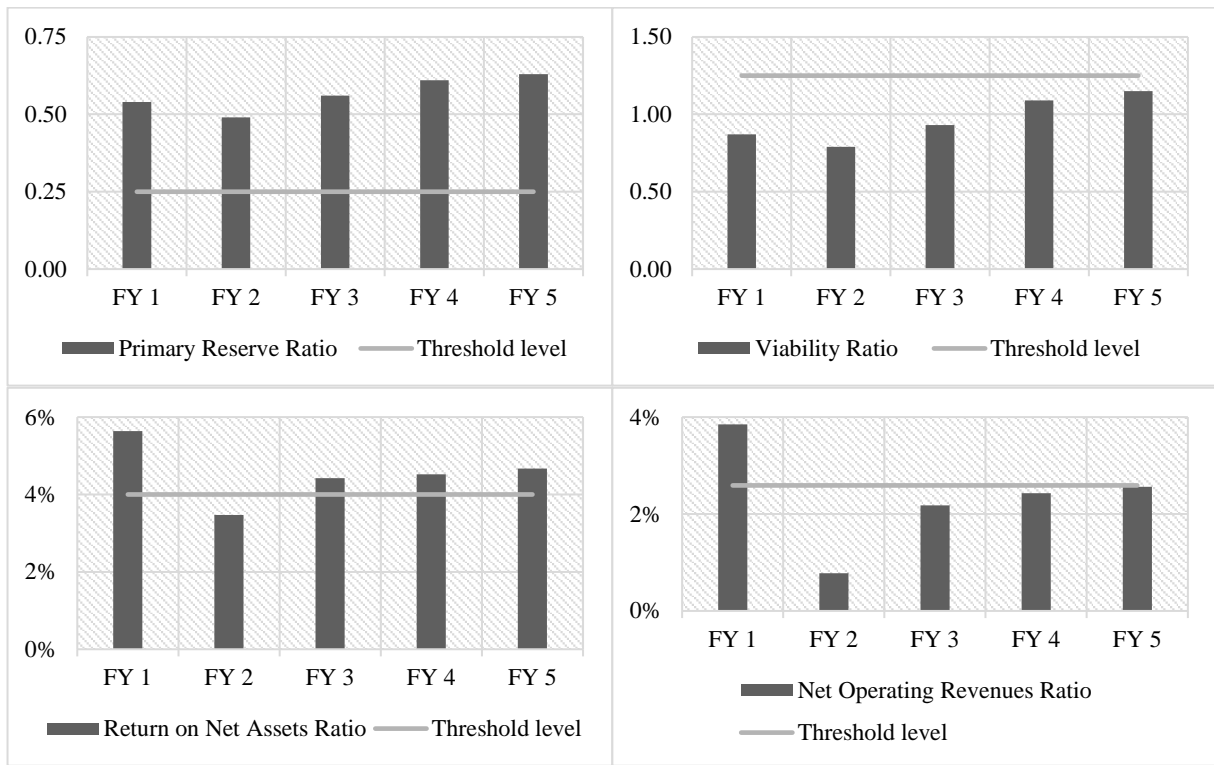 0.75
0.50
0.25
0.00
FY 1 FY 2 FY 3 FY 4 FY 5
Primary Reserve Ratio Threshold level
1.50
1.00
0.50
0.00
FY 1 FY 2 FY 3 FY 4 FY 5
Viability Ratio Threshold level
6%
4%
2%
0%
FY 1 FY 2 FY 3 FY 4 FY 5
Return on Net Assets Ratio Threshold level
4%
2%
0%
FY 1 FY 2 FY 3 FY 4 FY 5
Net Operating Revenues Ratio
Threshold level